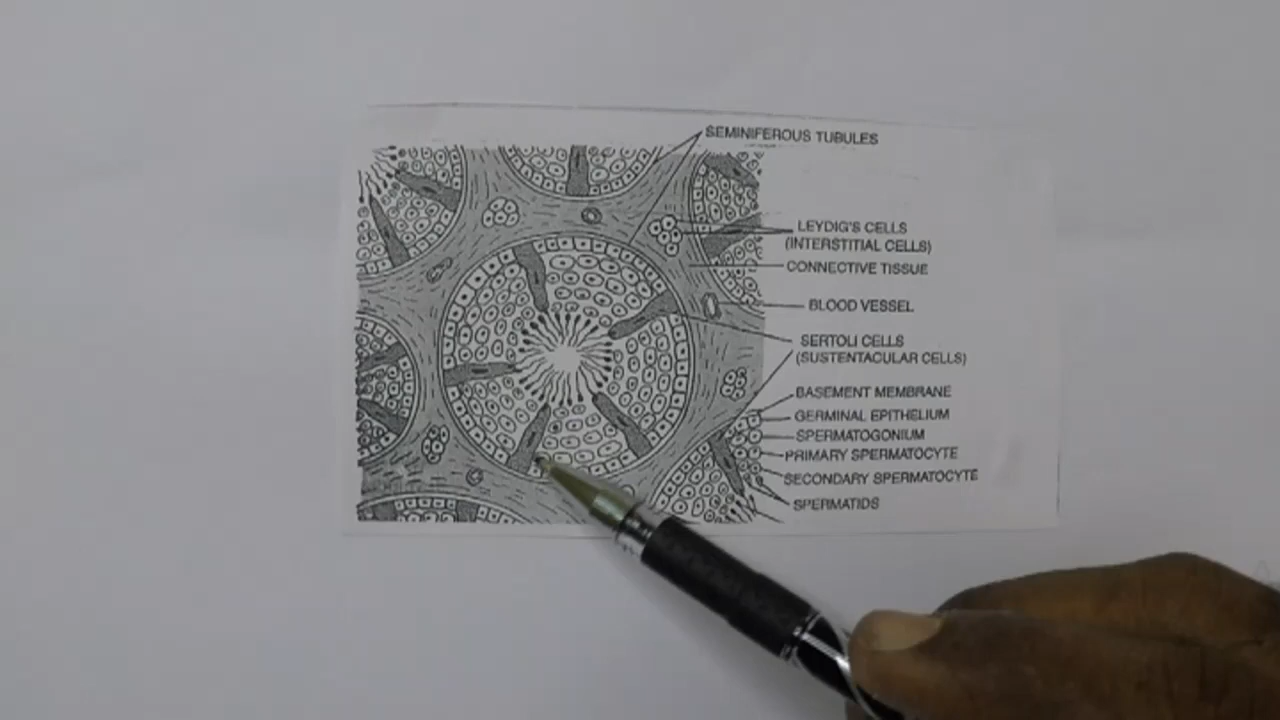 SEMINIFEROUS TUBULES
LEYDIG'S CELLS
(INTERSTITIAL CELLS)
CONNECTIVE TISSUE
BLOOD VESSEL
SERTOLI CELLS
(SUSTENTACULAR CELLS)
BASEMENT MEMBRANE
GERMINAL EPITHELIUM
SPERMATOGONIUM
PRIMARY SPERMATOCYTE
SECONDARY SPERMATOCYTE
SPERMATIDS